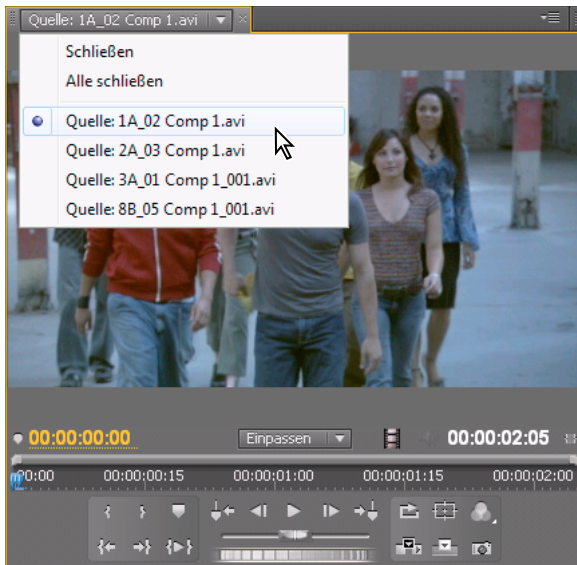 Quelle: 1A_02 Comp 1.avi
Schließen
Alle schließen
Quelle: 1A_02 Comp 1.avi
Quelle: 2A_03 Comp 1.avi
Quelle: 3A_01 Comp 1_001.avi
Quelle: 8B_05 Comp 1_001.avi
00:00:00:00 Einpassen 00:00:02:05
00:00 00:00:00:15 00:00:01:00 00:00:01:15 00:00:02:00